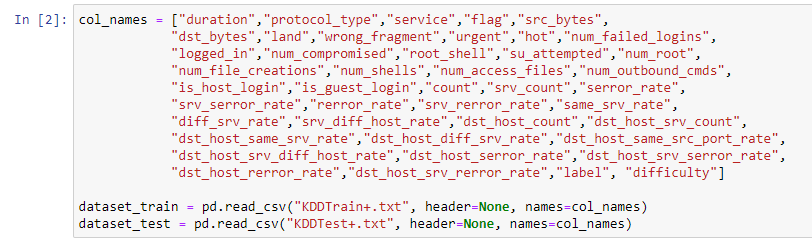 In [2]: col_names = ["duration","protocol_type","service","flag","src_bytes",
"dst_bytes","land","wrong_fragment","urgent","hot","num_failed_logins",
"logged_in","num_compromised","root_shell","su_attempted","num_root",
"num_file_creations","num_shells","num_access_files","num_outbound_cmds",
"is_host_login","is_guest_login","count","srv_count","serror_rate",
"srv_serror_rate","rerror_rate","srv_rerror_rate","same_srv_rate",
"diff_srv_rate","srv_diff_host_rate","dst_host_count","dst_host_srv_count",
"dst_host_same_srv_rate","dst_host_diff_srv_rate","dst_host_same_src_port_rate",
"dst_host_srv_diff_host_rate","dst_host_serror_rate","dst_host_srv_serror_rate",
"dst_host_rerror_rate","dst_host_srv_rerror_rate","label", "difficulty"]
dataset_train = pd.read_csv("KDDTrain+.txt", header=None, names=col_names)
dataset_test = pd.read_csv("KDDTest+.txt", header=None, names=col_names)